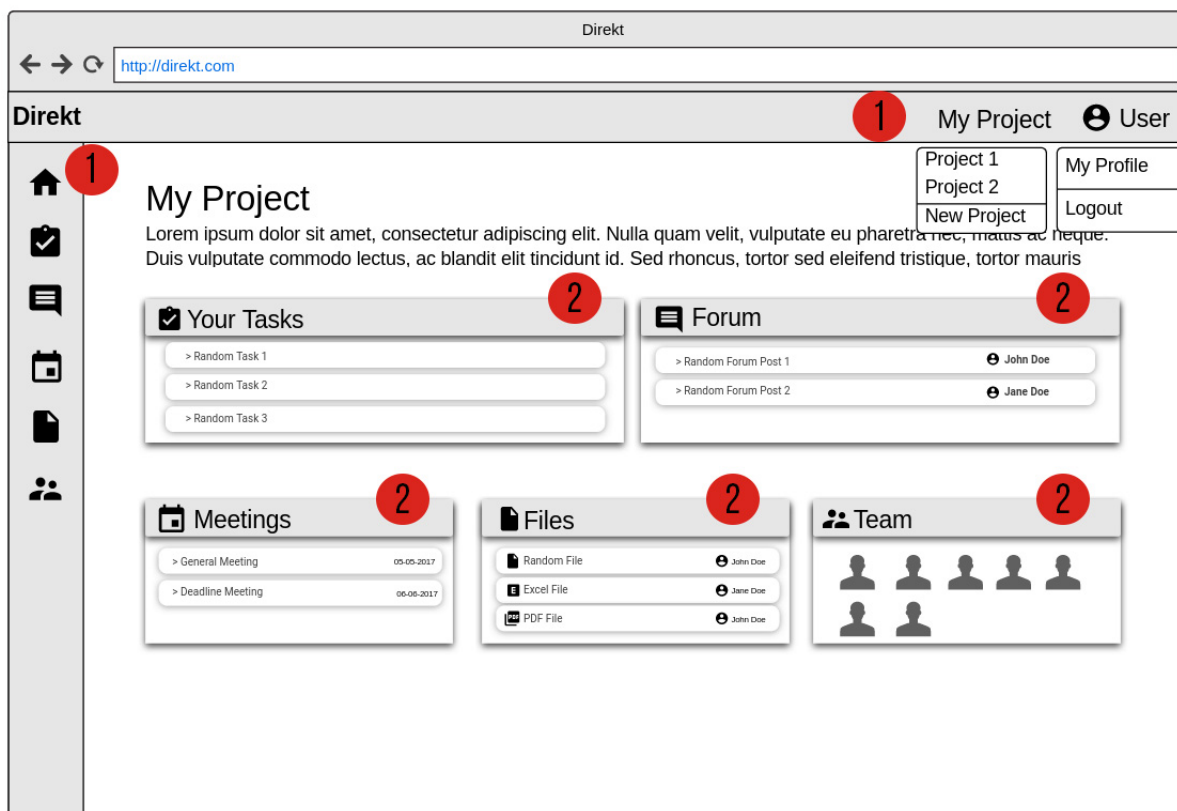 Direkt
http://direkt.com
Direkt
1
My Project
User
1
Project 1
Project 2
New Project
My Profile
Logout
My Project
Lorem ipsum dolor sit amet, consectetur adipiscing elit. Nulla quam velit, vulputate eu pharetra nec, mattis ac neque.
Duis vulputate commodo lectus, ac blandit elit tincidunt id. Sed rhoncus, tortor sed eleifend tristique, tortor mauris
Your Tasks
2
> Random Task 1
> Random Task 2
> Random Task 3
Forum
2
> Random Forum Post 1 John Doe
> Random Forum Post 2 Jane Doe
Meetings
2
> General Meeting 05-05-2017
> Deadline Meeting 06-06-2017
Files
2
Random File John Doe
E Excel File Jane Doe
PDF PDF File John Doe
Team
2